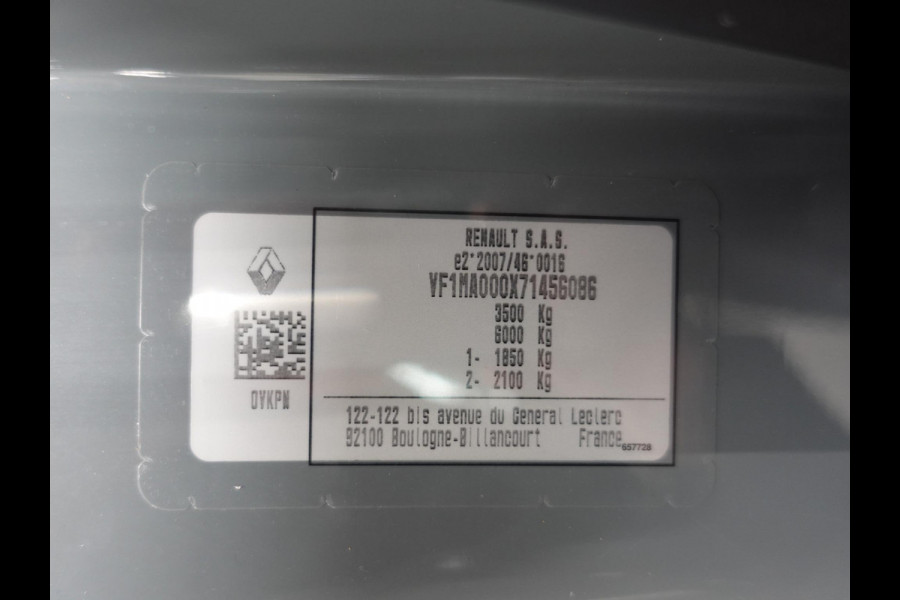 RENAULT S.A.S.
e2*2007/46*0016
VF1MA000X71456086
3500 Kg
6000 Kg
1- 1850 Kg
2- 2100 Kg
OYKPN
122-122 bis avenue du General Leclerc
92100 Boulogne-Billancourt France
657728